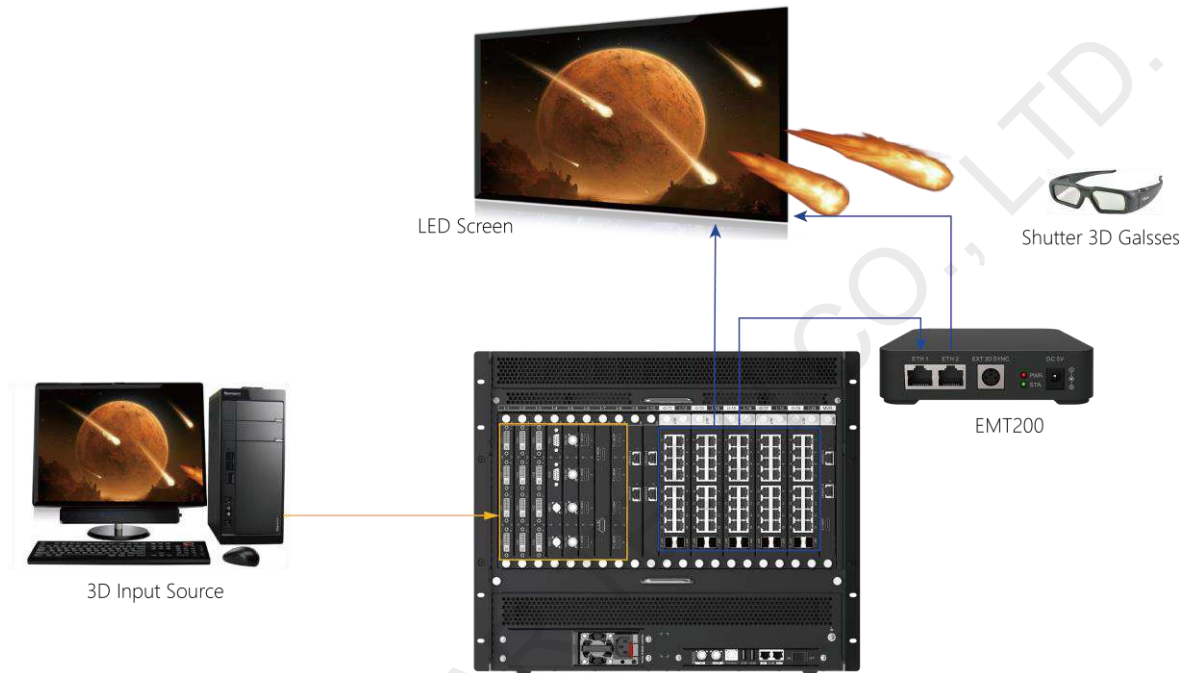 LED Screen
Shutter 3D Galsses
ETH 1 ETH 2 EXT 3D SYNC DC 5V
PWR
STA
EMT200
3D Input Source
CO., LTD.